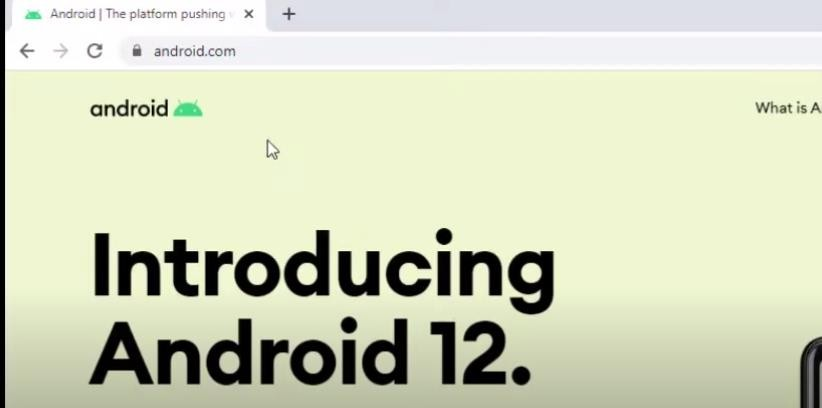 Android | The platform pushing
android.com
android
What is A
Introducing
Android 12.